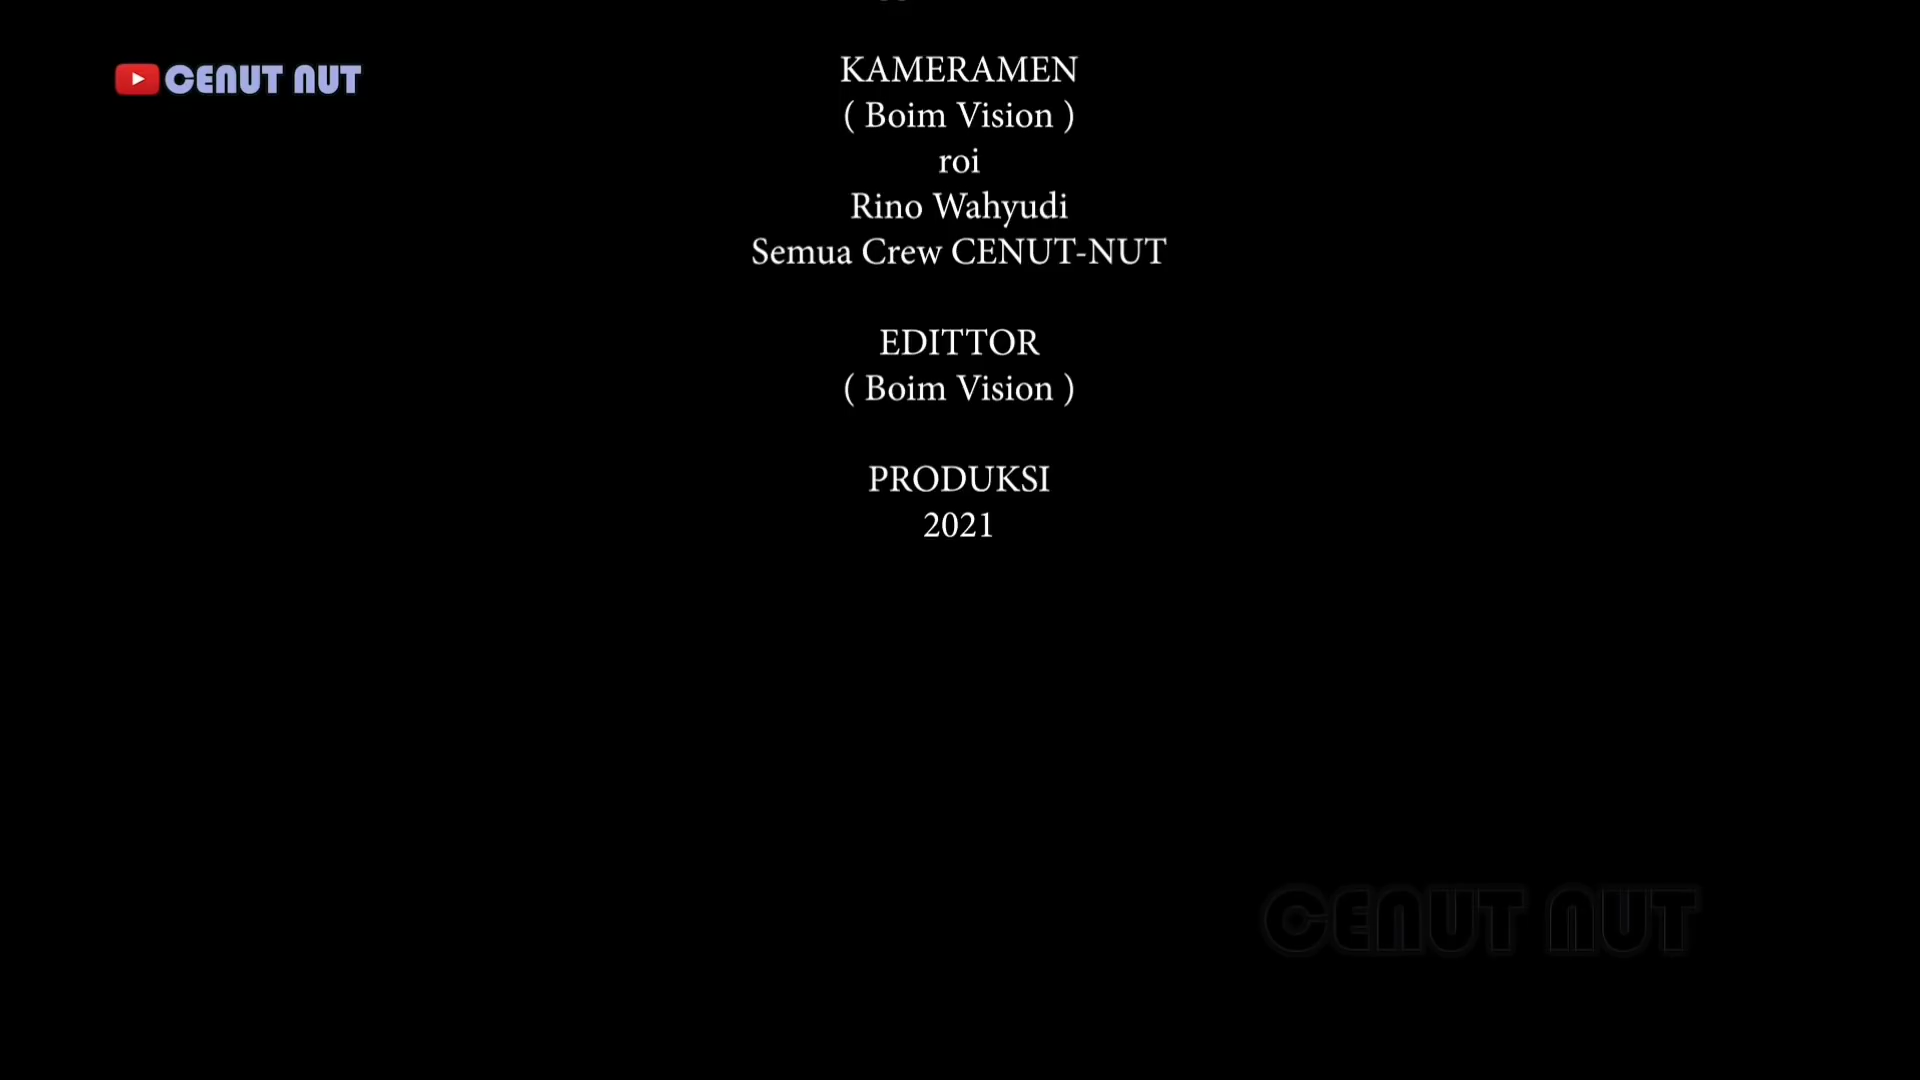 CENUT NUT
KAMERAMEN
( Boim Vision )
roi
Rino Wahyudi
Semua Crew CENUT-NUT
EDITTOR
( Boim Vision )
PRODUKSI
2021
CENUT NUT